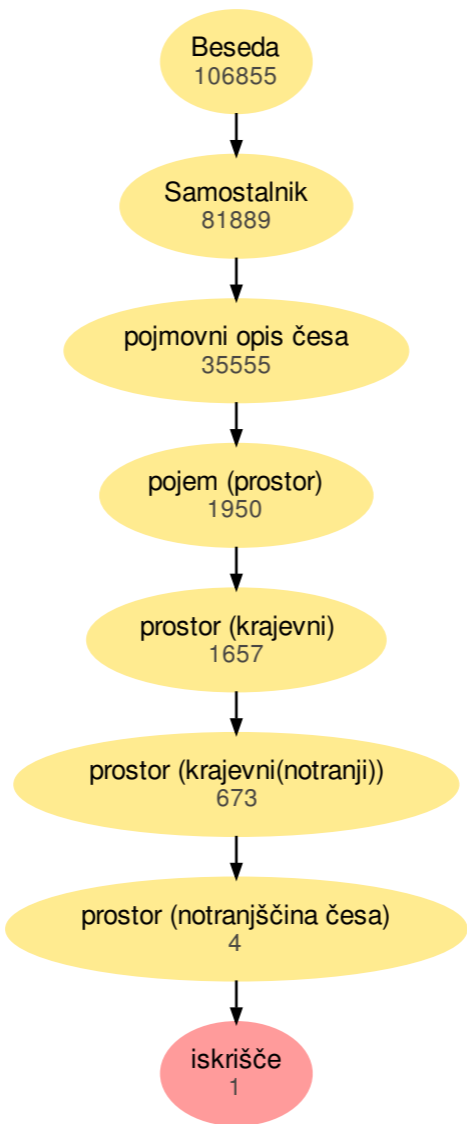 Beseda
106855
Samostalnik
81889
pojmovni opis česa
35555
pojem (prostor)
1950
prostor (krajevni)
1657
prostor (krajevni(notranji))
673
prostor (notranjščina česa)
4
iskrišče
1